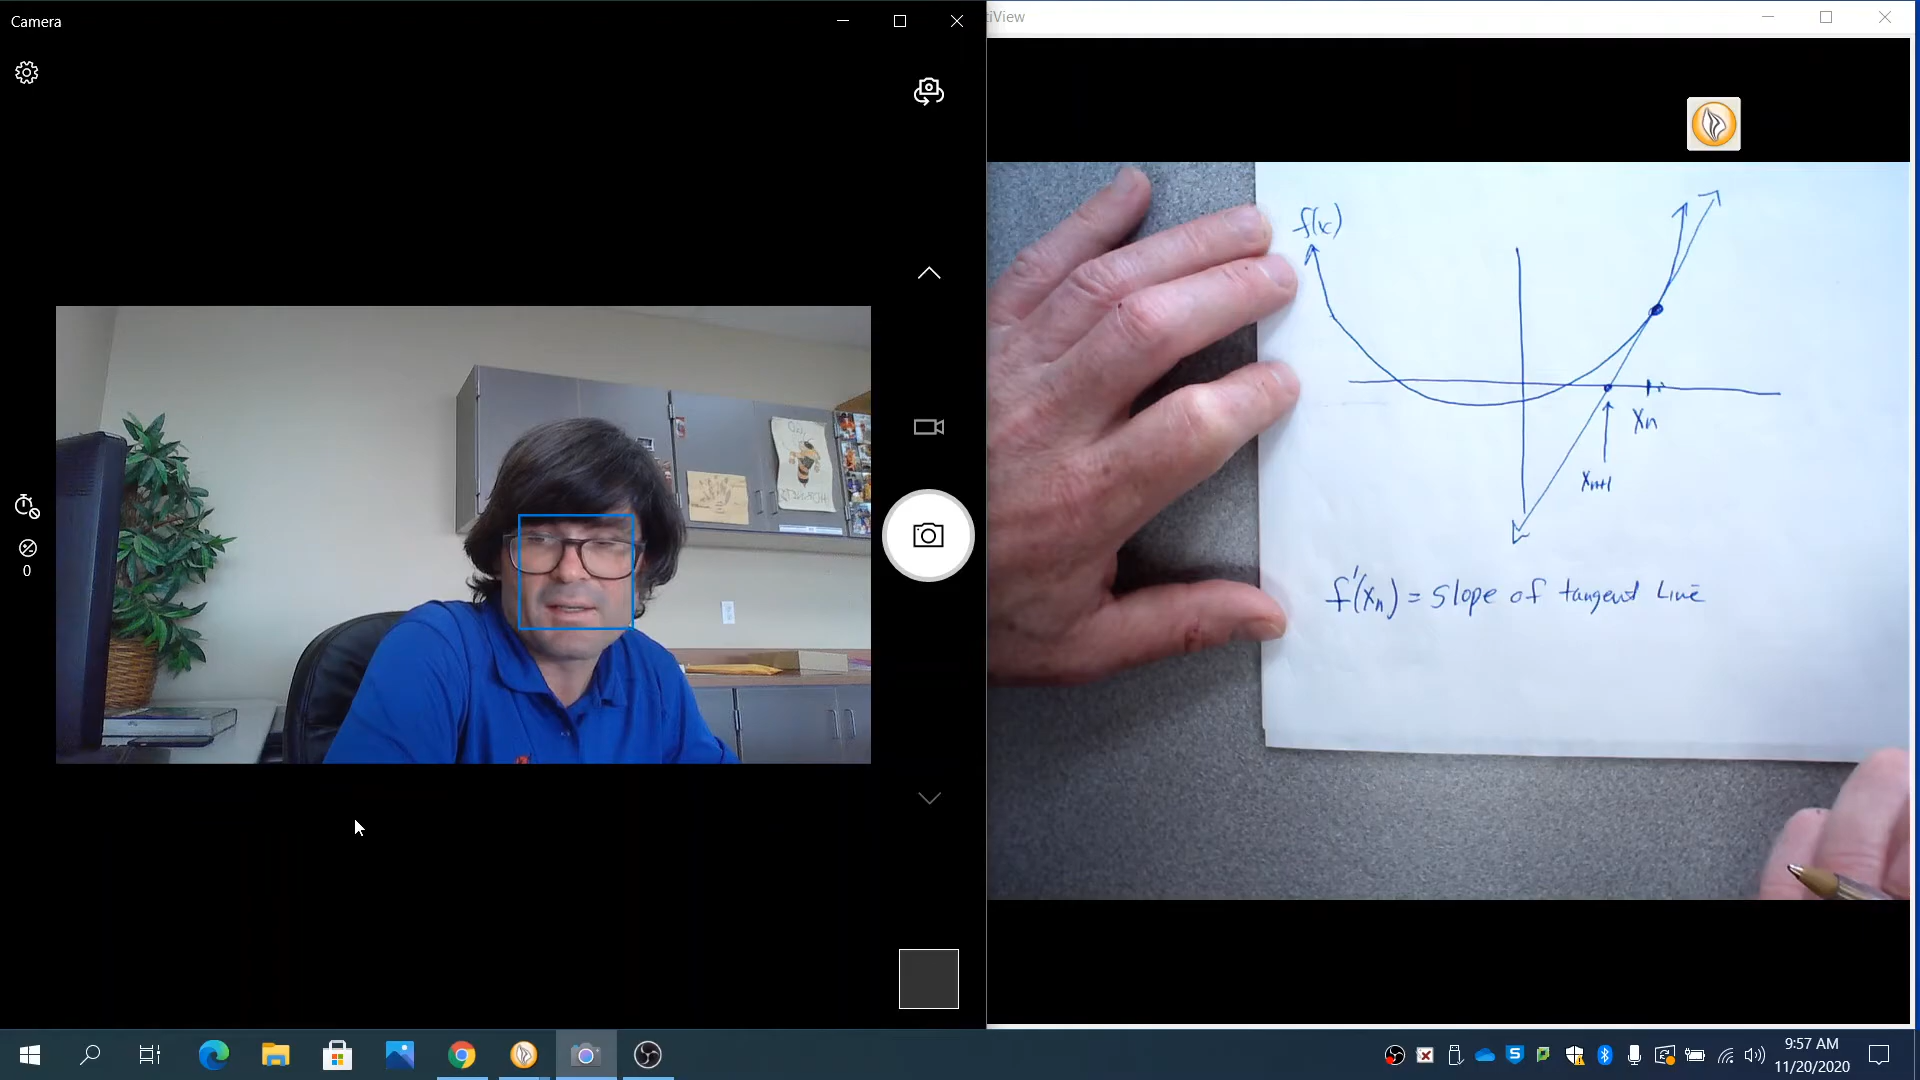 Camera
iView
0
f(x)
xn
xn+1
f'(xn) = slope of tangent Line
9:57 AM
11/20/2020